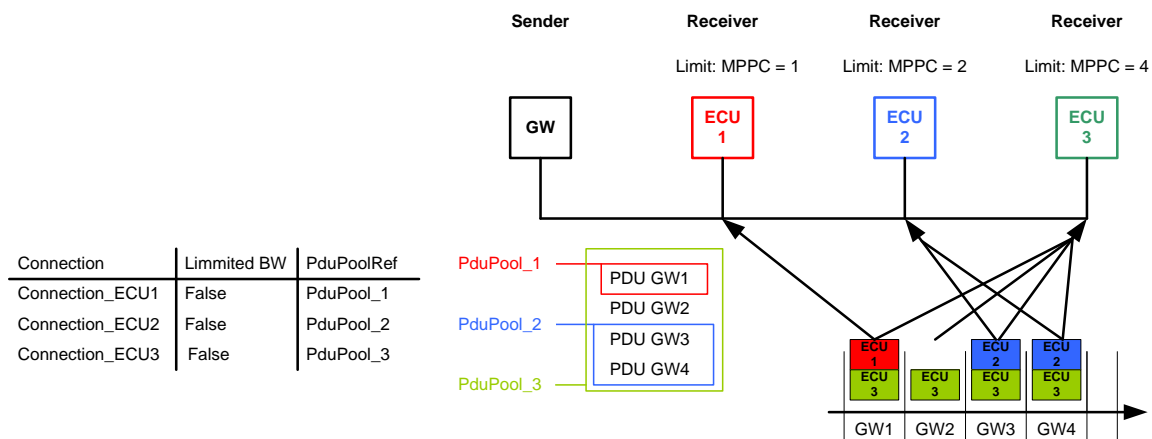 Sender Receiver Receiver Receiver
Limit: MPPC = 1 Limit: MPPC = 2 Limit: MPPC = 4
GW
ECU
1
ECU
2
ECU
3
Connection Limmited BW PduPoolRef
Connection_ECU1 False PduPool_1
Connection_ECU2 False PduPool_2
Connection_ECU3 False PduPool_3
PduPool_1
PduPool_2
PduPool_3
PDU GW1
PDU GW2
PDU GW3
PDU GW4
ECU
1
ECU
3
ECU
3
ECU
2
ECU
3
ECU
2
ECU
3
GW1 GW2 GW3 GW4